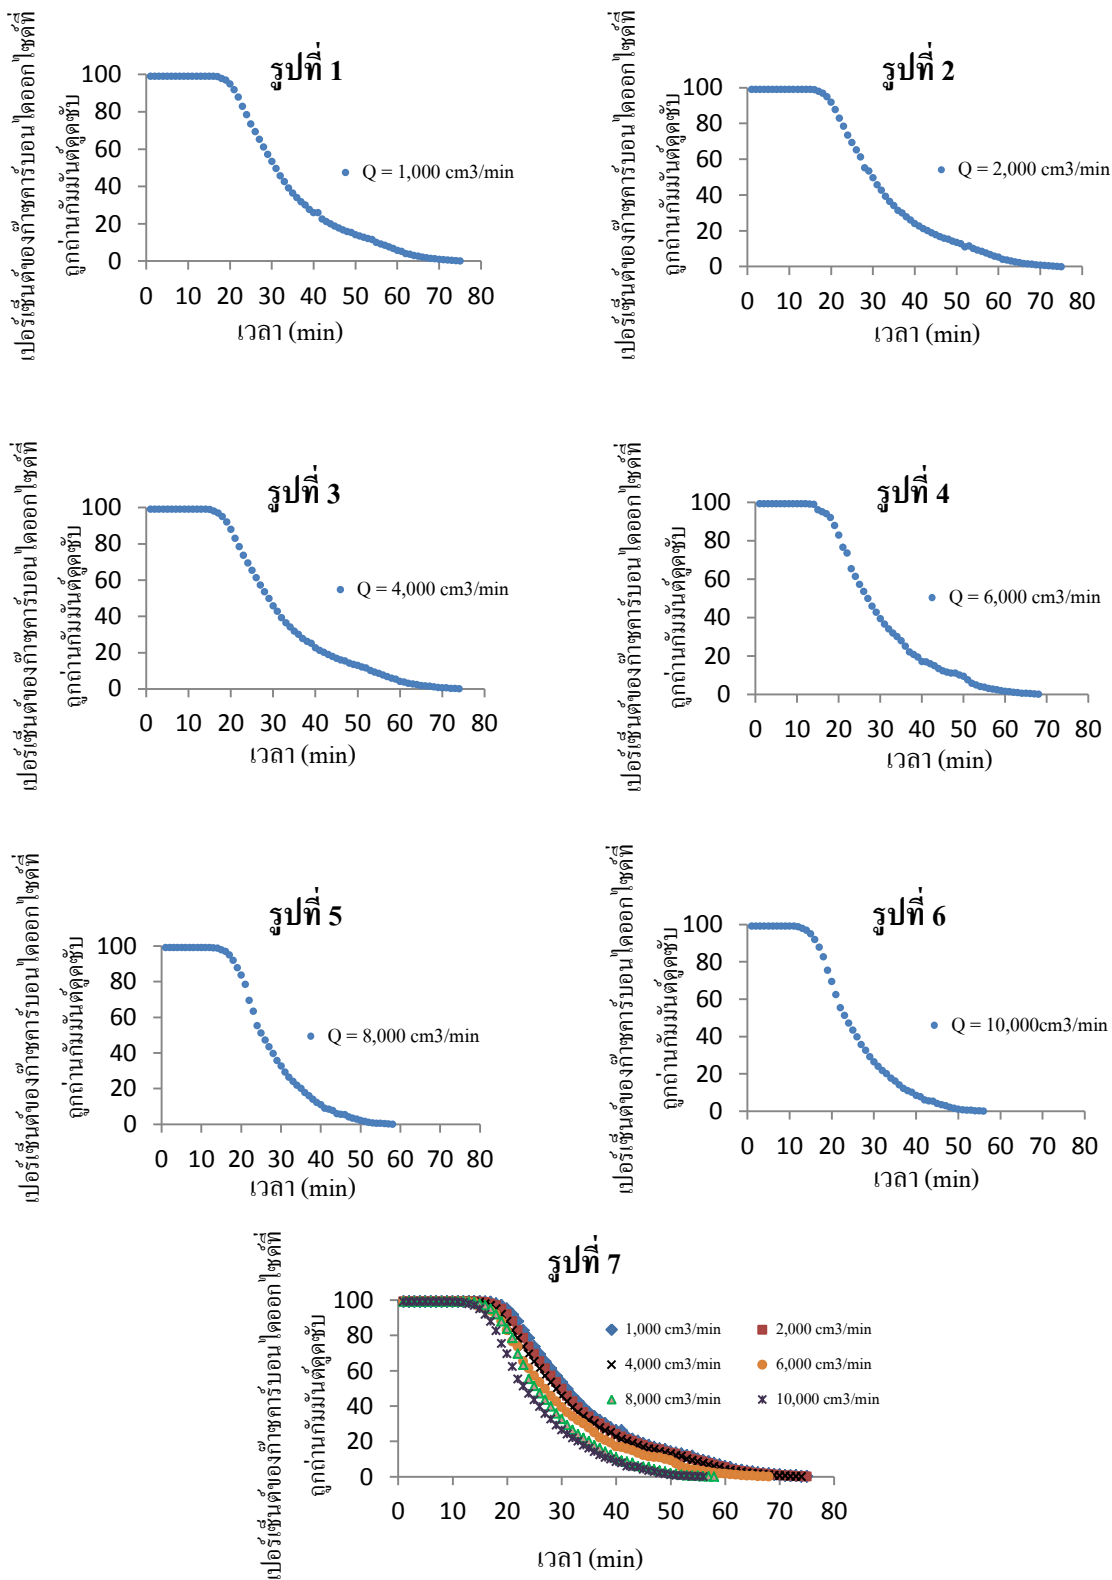 รูปที่ 1
เปอร์เซ็นต์ของก๊าซคาร์บอนไดออกไซด์ที่
ถูกถ่านกัมมันต์ดูดซับ
100
80
60
40
20
0
Q = 1,000 cm3/min
0 10 20 30 40 50 60 70 80
เวลา (min)
รูปที่ 2
เปอร์เซ็นต์ของก๊าซคาร์บอนไดออกไซด์ที่
ถูกถ่านกัมมันต์ดูดซับ
100
80
60
40
20
0
Q = 2,000 cm3/min
0 10 20 30 40 50 60 70 80
เวลา (min)
รูปที่ 3
เปอร์เซ็นต์ของก๊าซคาร์บอนไดออกไซด์ที่
ถูกถ่านกัมมันต์ดูดซับ
100
80
60
40
20
0
Q = 4,000 cm3/min
0 10 20 30 40 50 60 70 80
เวลา (min)
รูปที่ 4
เปอร์เซ็นต์ของก๊าซคาร์บอนไดออกไซด์ที่
ถูกถ่านกัมมันต์ดูดซับ
100
80
60
40
20
0
Q = 6,000 cm3/min
0 10 20 30 40 50 60 70 80
เวลา (min)
รูปที่ 5
เปอร์เซ็นต์ของก๊าซคาร์บอนไดออกไซด์ที่
ถูกถ่านกัมมันต์ดูดซับ
100
80
60
40
20
0
Q = 8,000 cm3/min
0 10 20 30 40 50 60 70 80
เวลา (min)
รูปที่ 6
เปอร์เซ็นต์ของก๊าซคาร์บอนไดออกไซด์ที่
ถูกถ่านกัมมันต์ดูดซับ
100
80
60
40
20
0
Q = 10,000cm3/min
0 10 20 30 40 50 60 70 80
เวลา (min)
รูปที่ 7
เปอร์เซ็นต์ของก๊าซคาร์บอนไดออกไซด์ที่
ถูกถ่านกัมมันต์ดูดซับ
100
80
60
40
20
0
1,000 cm3/min 2,000 cm3/min
4,000 cm3/min 6,000 cm3/min
8,000 cm3/min 10,000 cm3/min
0 10 20 30 40 50 60 70 80
เวลา (min)